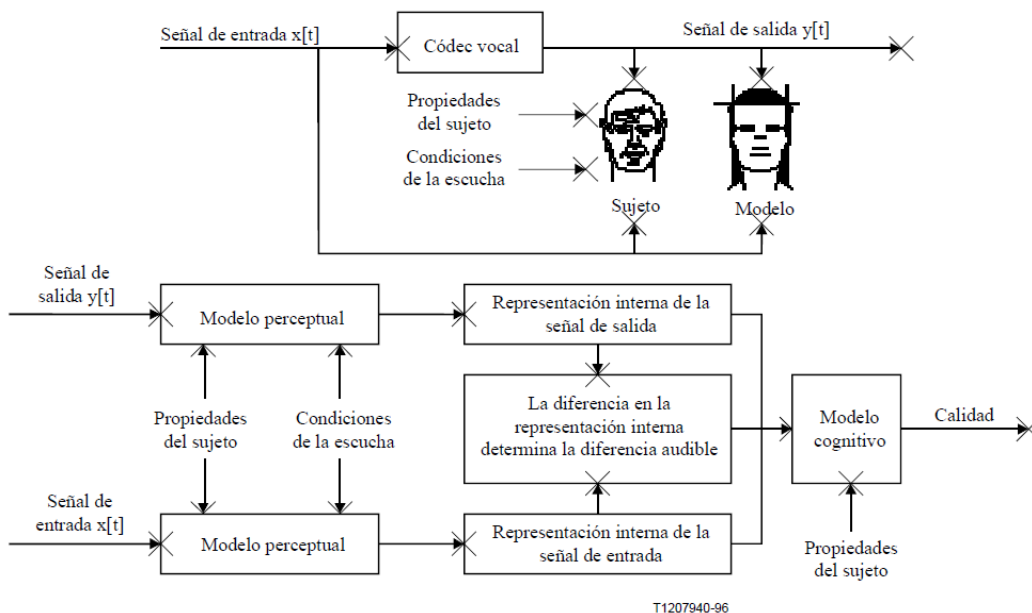 Señal de entrada x[t]
Códec vocal
Señal de salida y[t]
Propiedades
del sujeto
Condiciones
de la escucha
Sujeto
Modelo
Señal de
salida y[t]
Modelo perceptual
Representación interna de la
señal de salida
Propiedades
del sujeto
Condiciones
de la escucha
La diferencia en la
representación interna
determina la diferencia audible
Modelo
cognitivo
Calidad
Señal de
entrada x[t]
Modelo perceptual
Representación interna de la
señal de entrada
Propiedades
del sujeto
T1207940-96